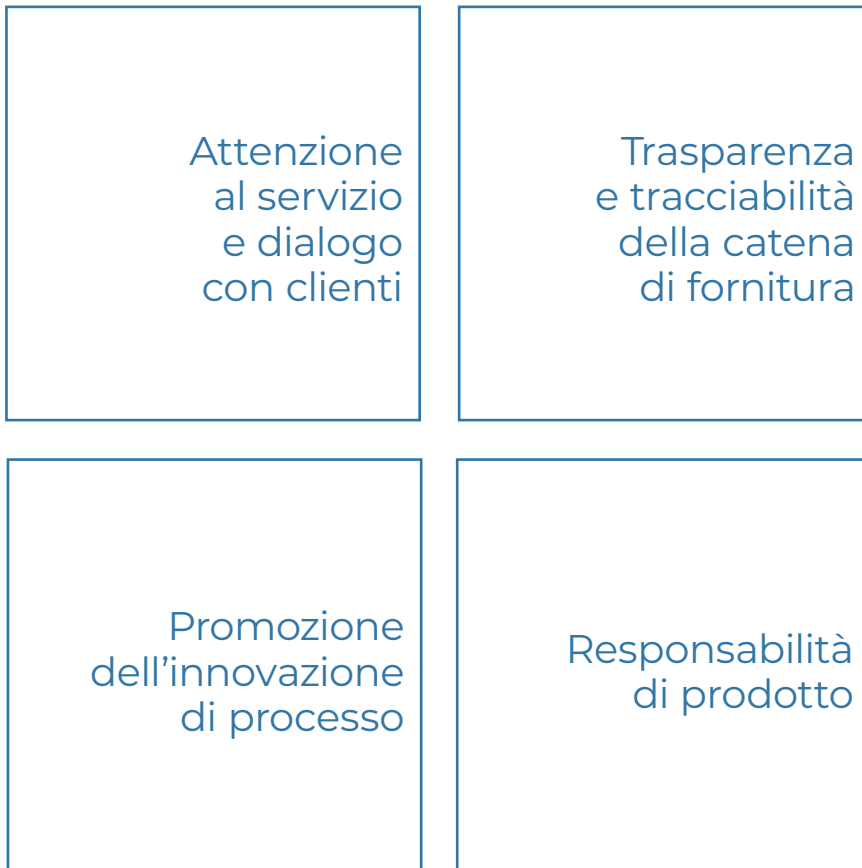 Attenzione
al servizio
e dialogo
con clienti
Trasparenza
e tracciabilità
della catena
di fornitura
Promozione
dell’innovazione
di processo
Responsabilità
di prodotto